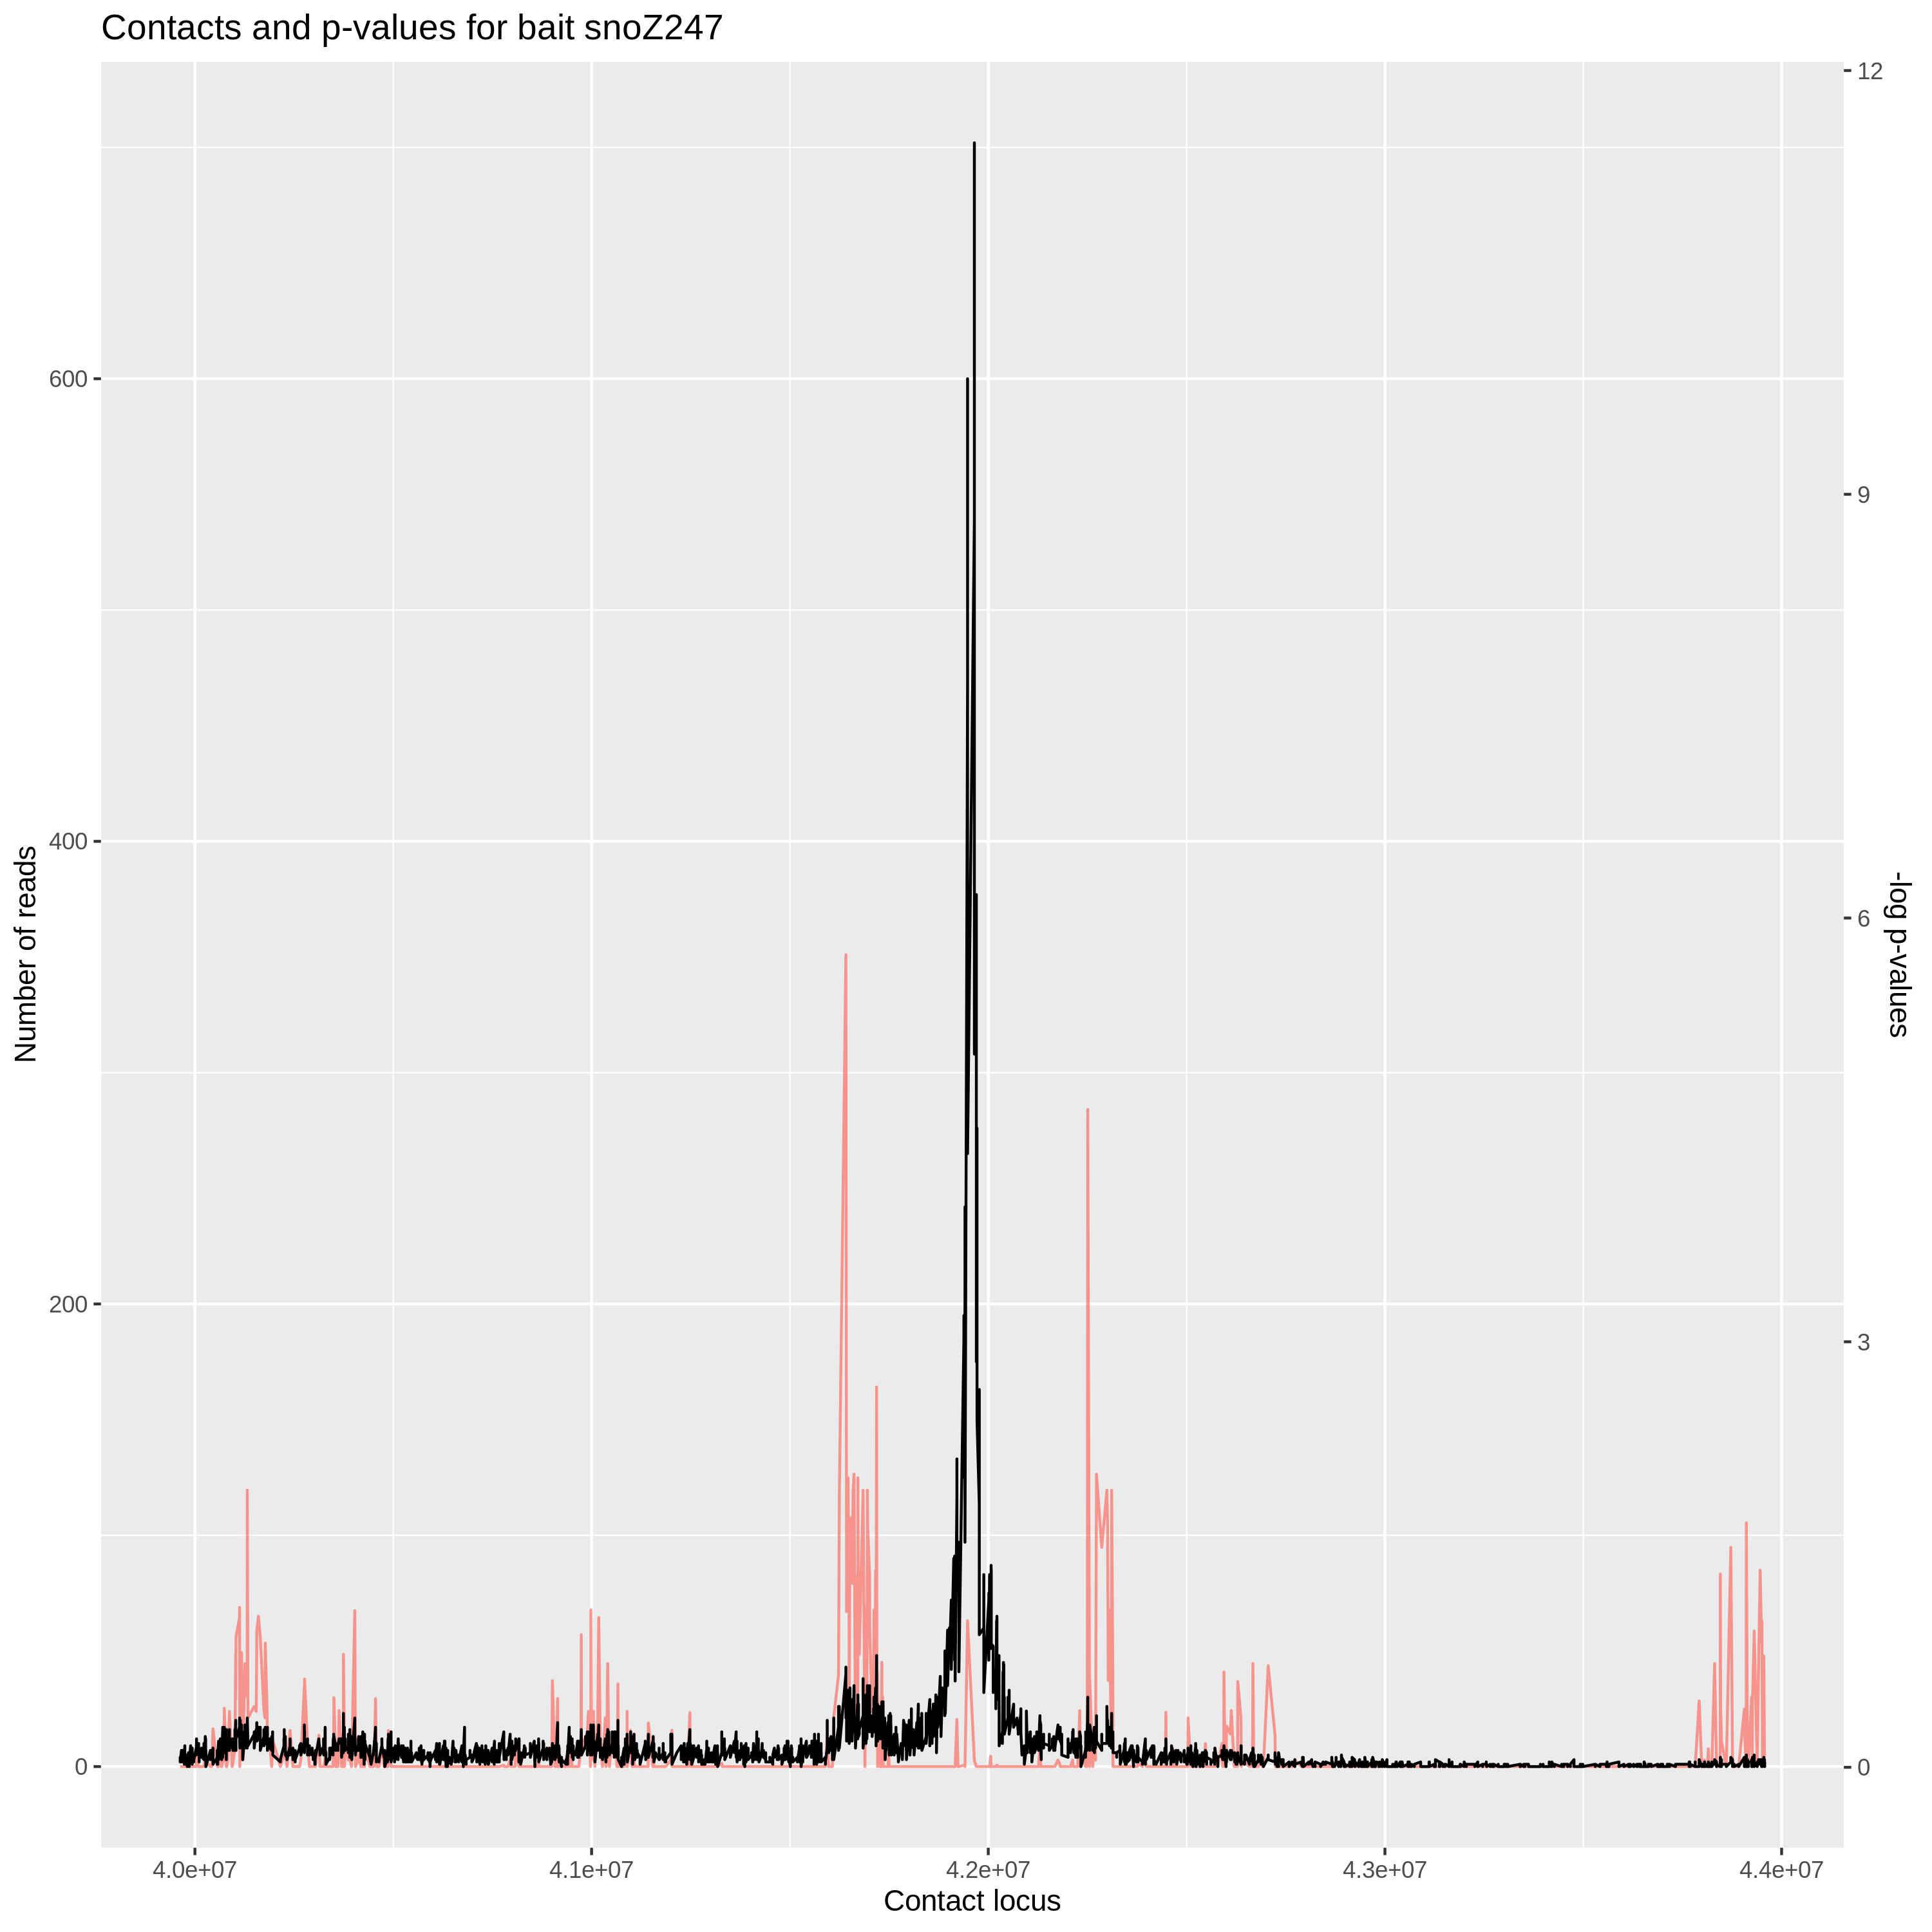 Contacts and p-values for bait snoZ247
12
9
6
3
0
-log p-values
600
400
200
0
Number of reads
4.0e+07 4.1e+07 4.2e+07 4.3e+07 4.4e+07
Contact locus